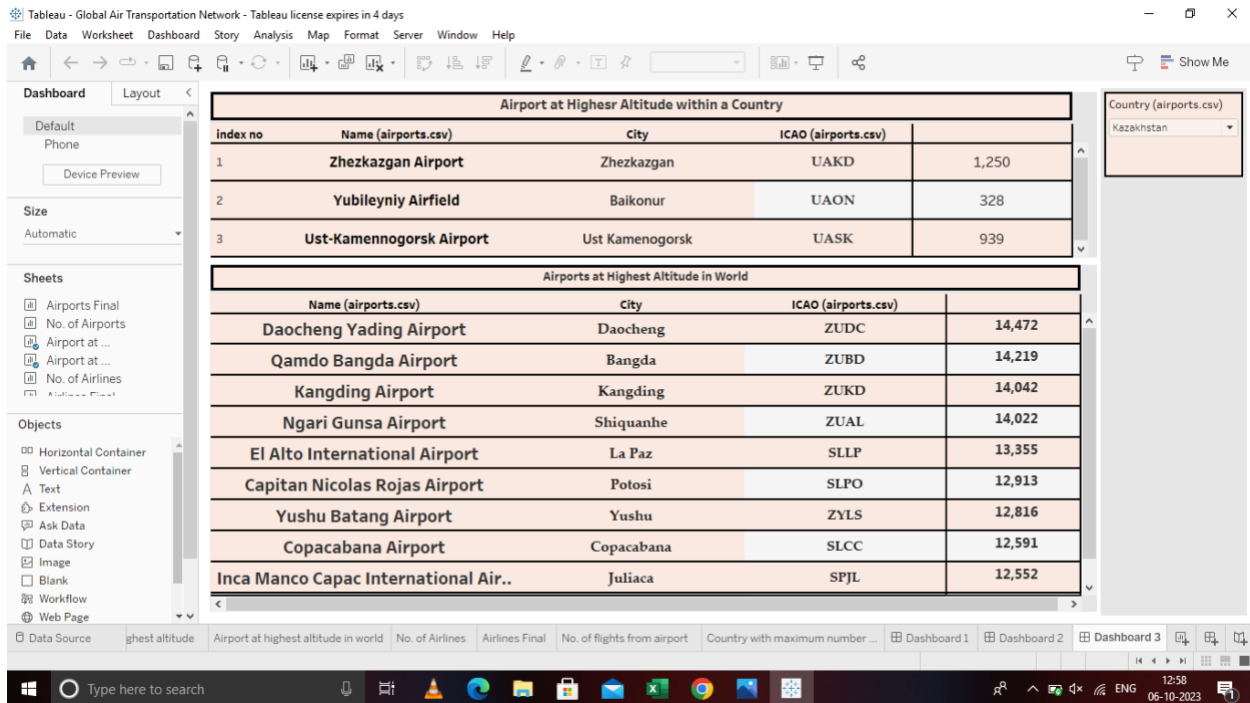 Tableau - Global Air Transportation Network - Tableau license expires in 4 days
File Data Worksheet Dashboard Story Analysis Map Format Server Window Help
Show Me
Dashboard Layout
Default
Phone
Device Preview
Size
Automatic
Sheets
Airports Final
No. of Airports
Airport at ...
Airport at ...
No. of Airlines
Airlines Final
Objects
Horizontal Container
Vertical Container
Text
Extension
Ask Data
Data Story
Image
Blank
Workflow
Web Page
Airport at Highesr Altitude within a Country
index no Name (airports.csv) City ICAO (airports.csv)
1 Zhezkazgan Airport Zhezkazgan UAKD 1,250
2 Yubileyniy Airfield Baikonur UAON 328
3 Ust-Kamennogorsk Airport Ust Kamenogorsk UASK 939
Airports at Highest Altitude in World
Name (airports.csv) City ICAO (airports.csv)
Daocheng Yading Airport Daocheng ZUDC 14,472
Qamdo Bangda Airport Bangda ZUBD 14,219
Kangding Airport Kangding ZUKD 14,042
Ngari Gunsa Airport Shiquanhe ZUAL 14,022
El Alto International Airport La Paz SLLP 13,355
Capitan Nicolas Rojas Airport Potosi SLPO 12,913
Yushu Batang Airport Yushu ZYLS 12,816
Copacabana Airport Copacabana SLCC 12,591
Inca Manco Capac International Air.. Juliaca SPJL 12,552
Country (airports.csv)
Kazakhstan
Data Source ghest altitude Airport at highest altitude in world No. of Airlines Airlines Final No. of flights from airport Country with maximum number ... Dashboard 1 Dashboard 2 Dashboard 3
Type here to search
ENG
12:58
06-10-2023
1